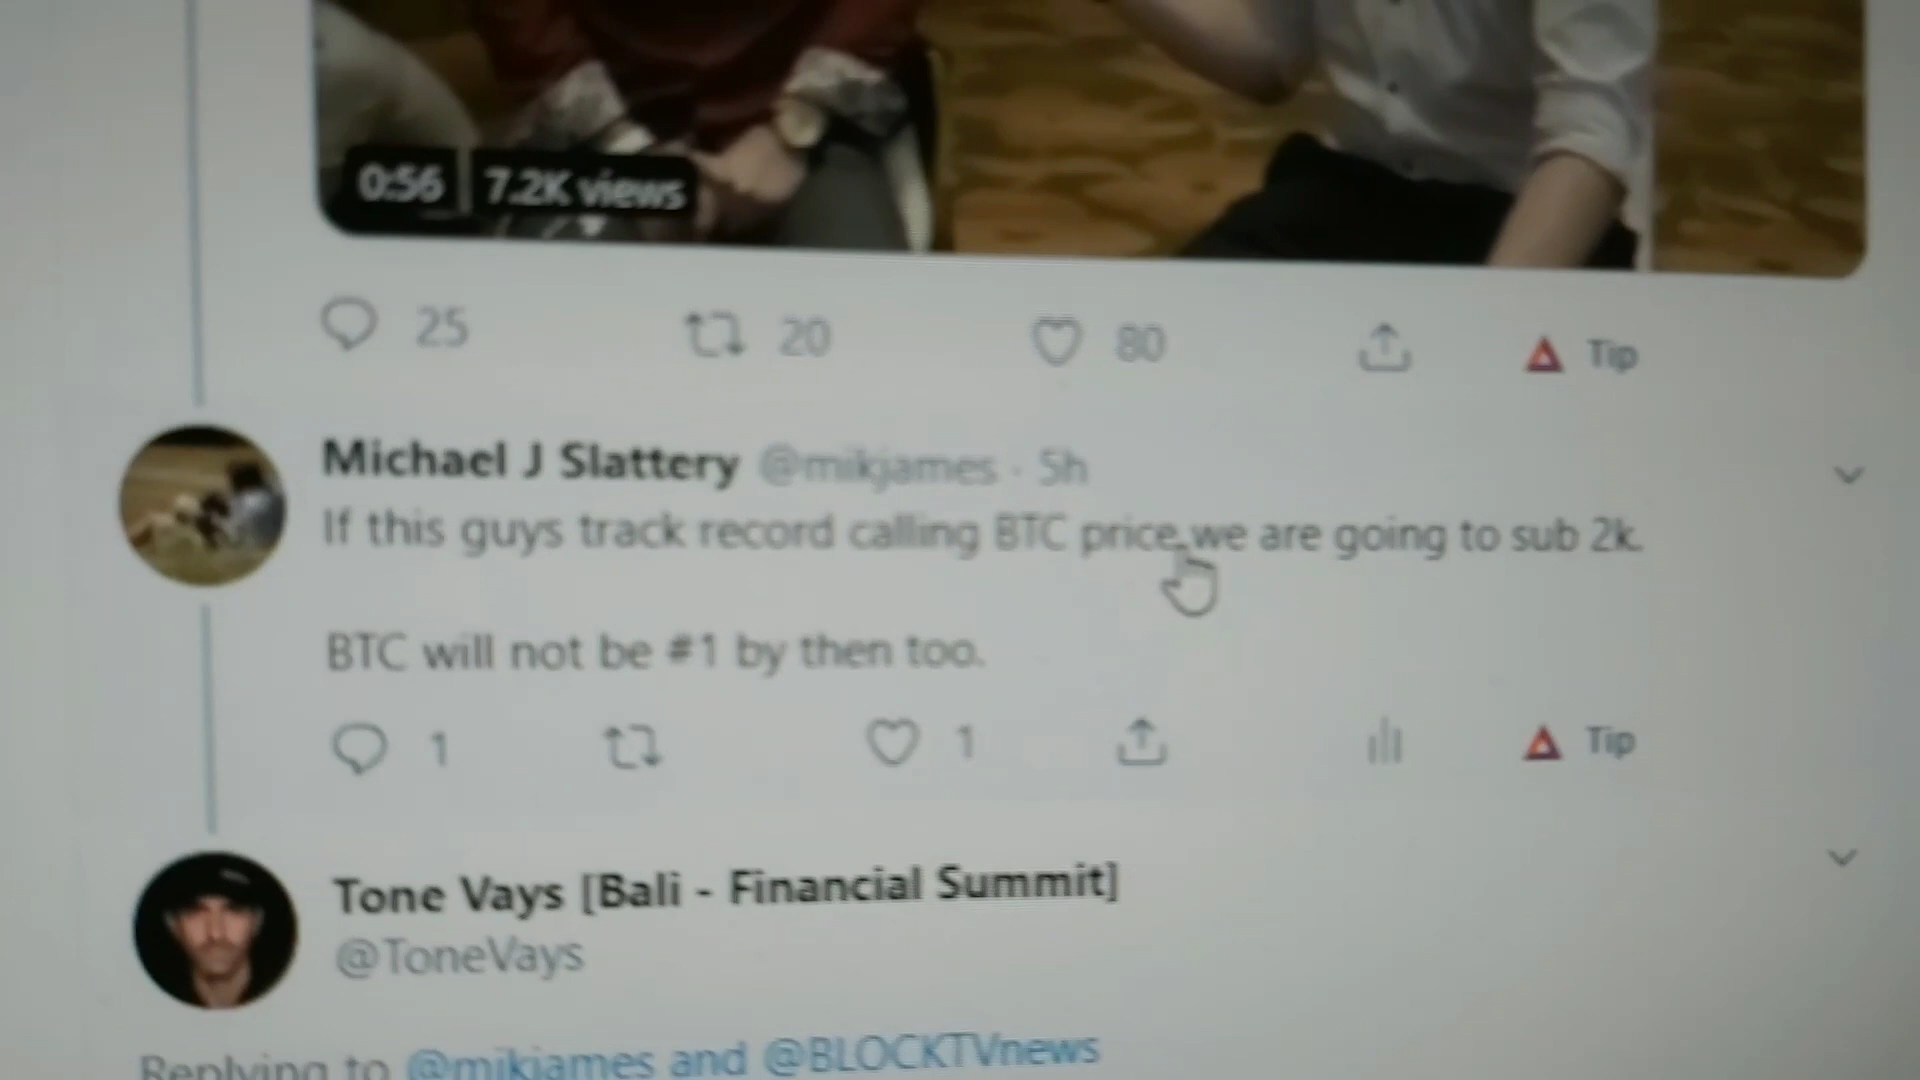 0:56 7.2K views
25 20 80 Tip
Michael J Slattery @mikjames · 5h
If this guys track record calling BTC price,we are going to sub 2k.
BTC will not be #1 by then too.
1 1 Tip
Tone Vays [Bali - Financial Summit]
@ToneVays
Replying to @mikjames and @BLOCKTVnews